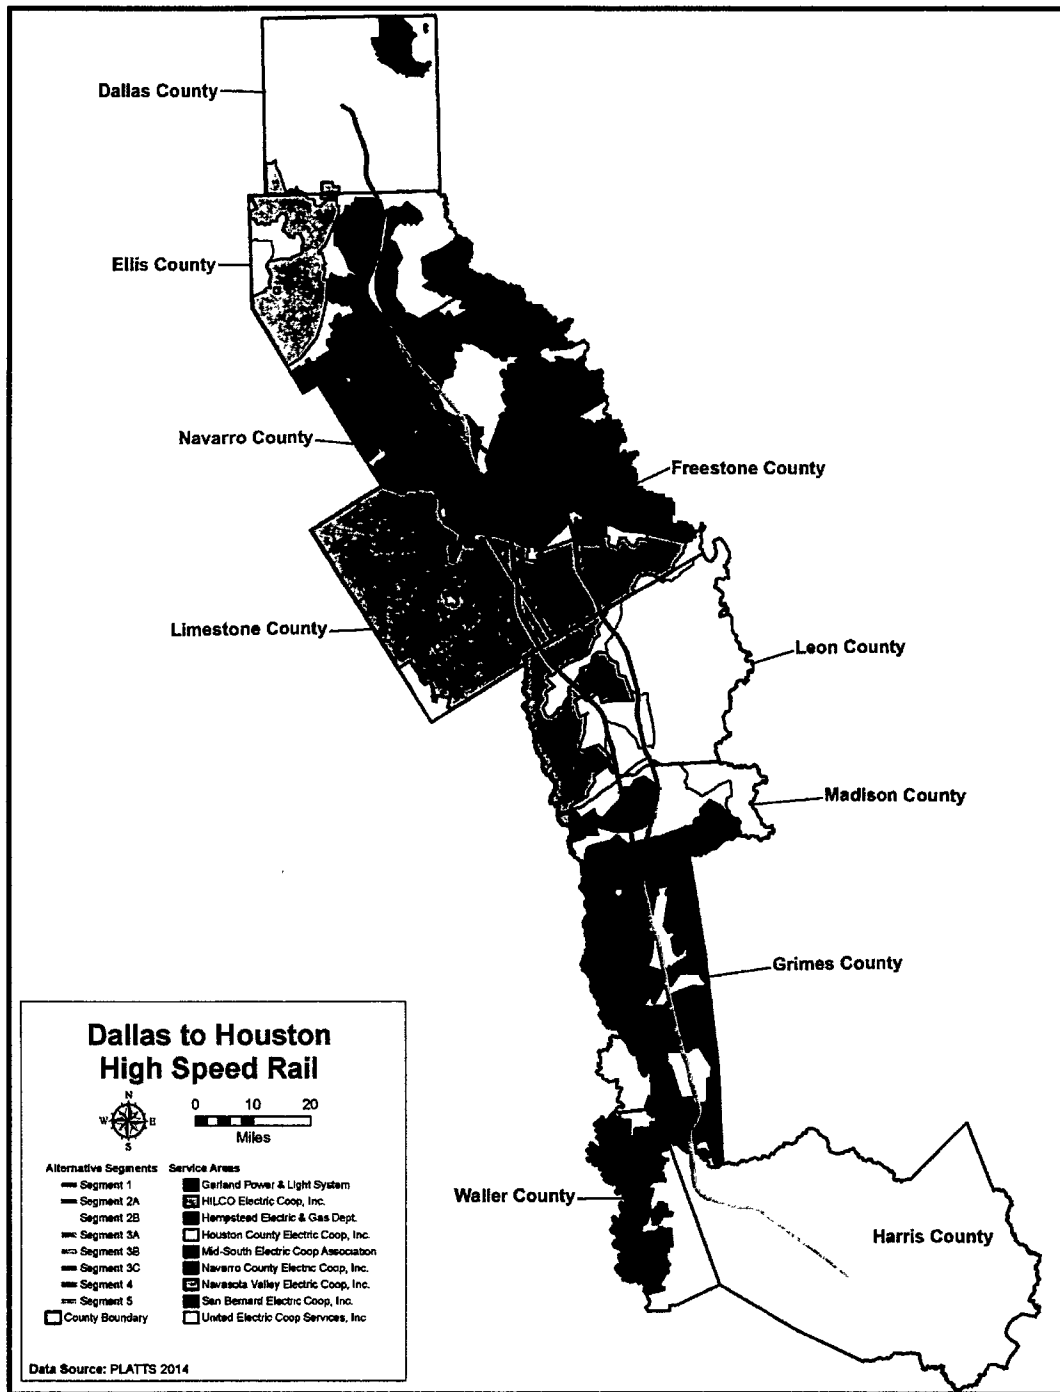 Dallas County
Ellis County
Navarro County
Freestone County
Limestone County
Leon County
Madison County
Grimes County
Waller County
Harris County
Dallas to Houston
High Speed Rail
N
W E
S
0 10 20
Miles
Alternative Segments
Segment 1
Segment 2A
Segment 2B
Segment 3A
Segment 3B
Segment 3C
Segment 4
Segment 5
County Boundary
Service Areas
Garland Power & Light System
HILCO Electric Coop, Inc.
Hempstead Electric & Gas Dept.
Houston County Electric Coop, Inc.
Mid-South Electric Coop Association
Navarro County Electric Coop, Inc.
Navasota Valley Electric Coop, Inc.
San Bernard Electric Coop, Inc.
United Electric Coop Services, Inc
Data Source: PLATTS 2014